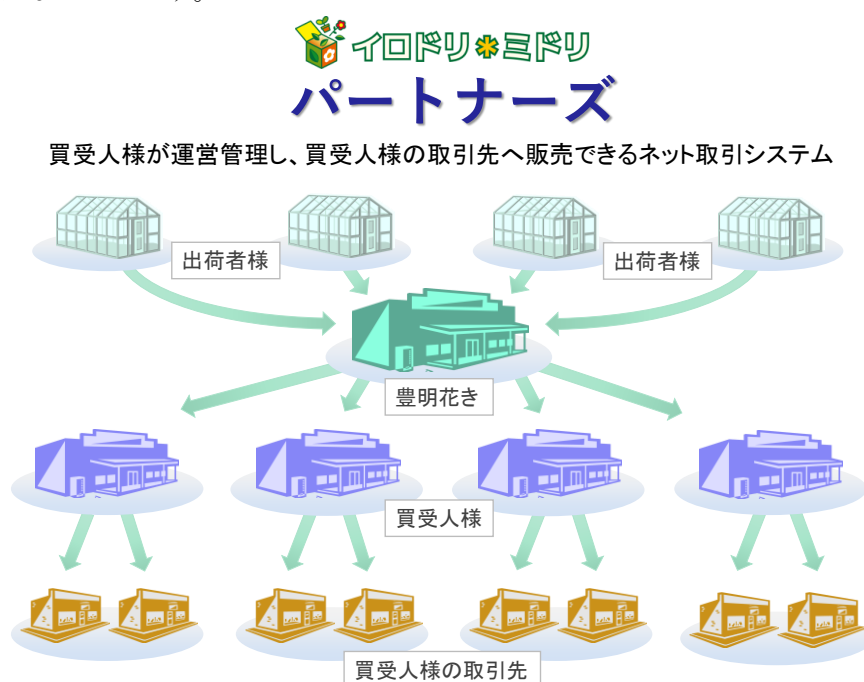 イロドリ＊ミドリ
パートナーズ
買受人様が運営管理し、買受人様の取引先へ販売できるネット取引システム
出荷者様
出荷者様
豊明花き
買受人様
買受人様の取引先